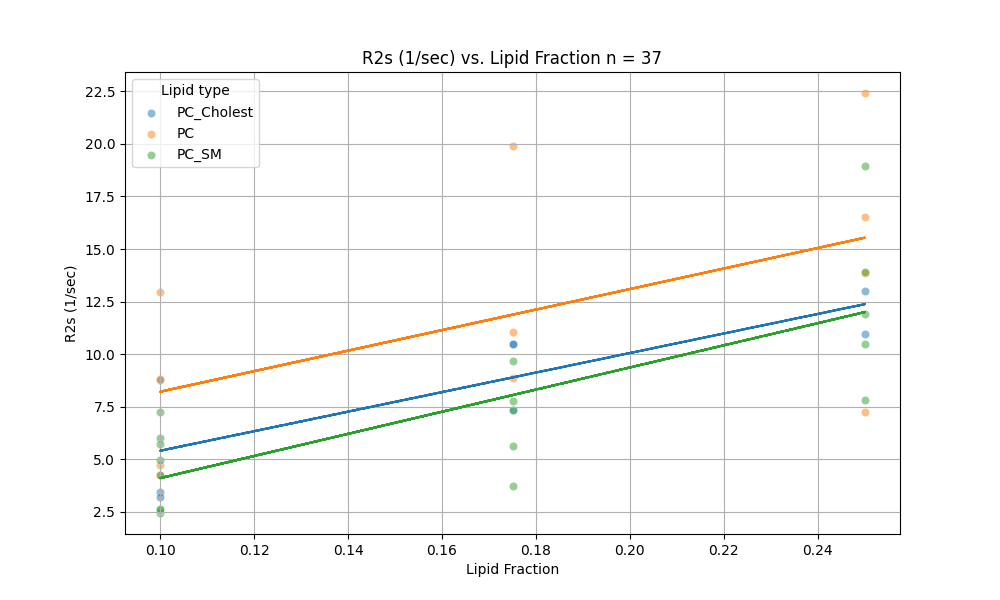 R2s (1/sec) vs. Lipid Fraction n = 37
Lipid type
PC_Cholest
PC
PC_SM
R2s (1/sec)
22.5
20.0
17.5
15.0
12.5
10.0
7.5
5.0
2.5
0.10 0.12 0.14 0.16 0.18 0.20 0.22 0.24
Lipid Fraction